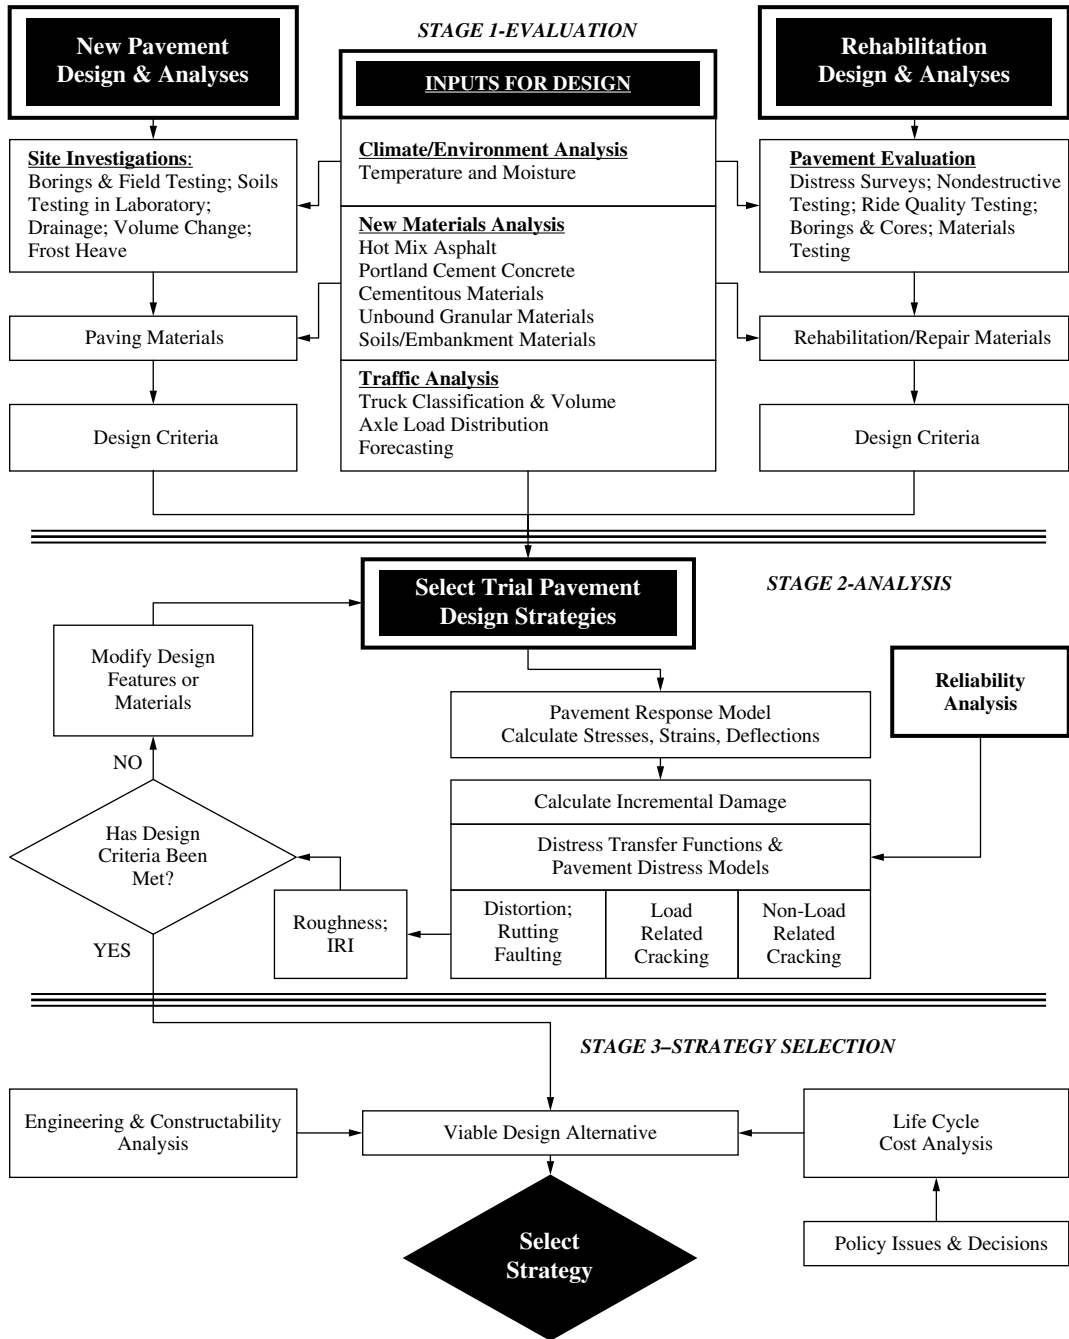 STAGE 1-EVALUATION
New Pavement
Design & Analyses
INPUTS FOR DESIGN
Rehabilitation
Design & Analyses
Site Investigations:
Borings & Field Testing; Soils
Testing in Laboratory;
Drainage; Volume Change;
Frost Heave
Climate/Environment Analysis
Temperature and Moisture
Pavement Evaluation
Distress Surveys; Nondestructive
Testing; Ride Quality Testing;
Borings & Cores; Materials
Testing
New Materials Analysis
Hot Mix Asphalt
Portland Cement Concrete
Cementitous Materials
Unbound Granular Materials
Soils/Embankment Materials
Paving Materials
Rehabilitation/Repair Materials
Traffic Analysis
Truck Classification & Volume
Axle Load Distribution
Forecasting
Design Criteria
Design Criteria
STAGE 2-ANALYSIS
Select Trial Pavement
Design Strategies
Modify Design
Features or
Materials
Reliability
Analysis
Pavement Response Model
Calculate Stresses, Strains, Deflections
NO
Calculate Incremental Damage
Has Design
Criteria Been
Met?
Distress Transfer Functions &
Pavement Distress Models
Roughness;
IRI
Distortion;
Rutting
Faulting
Load
Related
Cracking
Non-Load
Related
Cracking
YES
STAGE 3–STRATEGY SELECTION
Engineering & Constructability
Analysis
Viable Design Alternative
Life Cycle
Cost Analysis
Policy Issues & Decisions
Select
Strategy